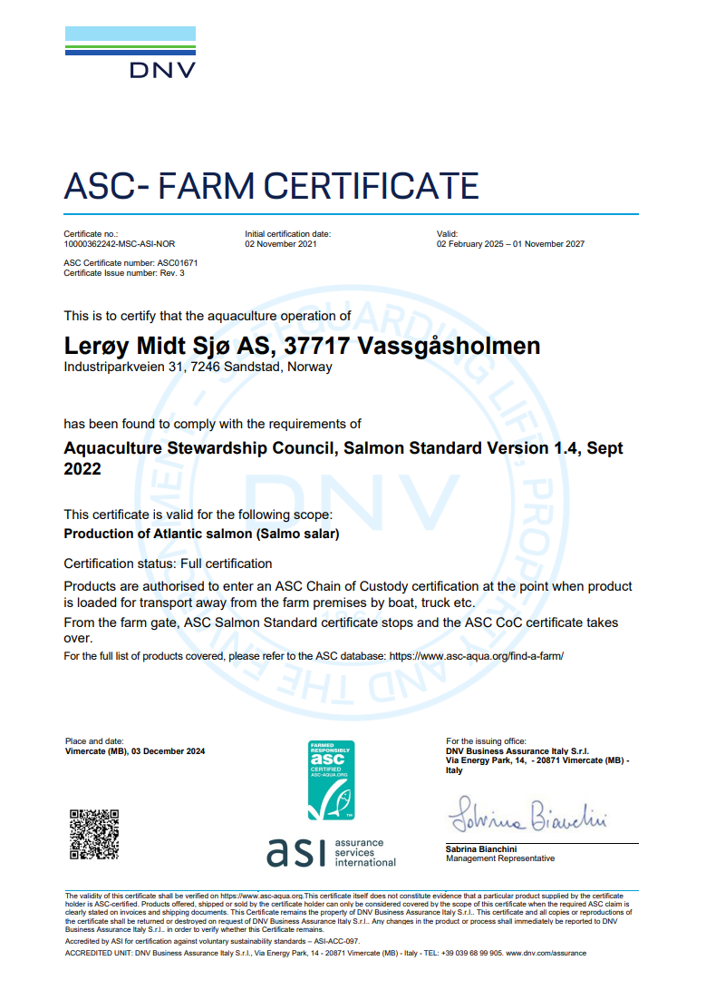 DNV
ASC- FARM CERTIFICATE
Certificate no.:
10000362242-MSC-ASI-NOR
Initial certification date:
02 November 2021
Valid:
02 February 2025 – 01 November 2027
ASC Certificate number: ASC01671
Certificate Issue number: Rev. 3
This is to certify that the aquaculture operation of
Lerøy Midt Sjø AS, 37717 Vassgåsholmen
Industriparkveien 31, 7246 Sandstad, Norway
has been found to comply with the requirements of
Aquaculture Stewardship Council, Salmon Standard Version 1.4, Sept
2022
This certificate is valid for the following scope:
Production of Atlantic salmon (Salmo salar)
Certification status: Full certification
Products are authorised to enter an ASC Chain of Custody certification at the point when product
is loaded for transport away from the farm premises by boat, truck etc.
From the farm gate, ASC Salmon Standard certificate stops and the ASC CoC certificate takes
over.
For the full list of products covered, please refer to the ASC database: https://www.asc-aqua.org/find-a-farm/
SAFEGUARDING LIFE, PROPERTY AND THE ENVIRONMENT -
DNV
1864
Place and date:
Vimercate (MB), 03 December 2024
FARMED
RESPONSIBLY
asc
CERTIFIED
ASC-AQUA.ORG
TM
asi assurance
services
international
For the issuing office:
DNV Business Assurance Italy S.r.l.
Via Energy Park, 14,  - 20871 Vimercate (MB) -
Italy
Sabrina Bianchini
Sabrina Bianchini
Management Representative
The validity of this certificate shall be verified on https://www.asc-aqua.org.This certificate itself does not constitute evidence that a particular product supplied by the certificate
holder is ASC-certified. Products offered, shipped or sold by the certificate holder can only be considered covered by the scope of this certificate when the required ASC claim is
clearly stated on invoices and shipping documents. This Certificate remains the property of DNV Business Assurance Italy S.r.l.. This certificate and all copies or reproductions of
the certificate shall be returned or destroyed on request of DNV Business Assurance Italy S.r.l.. Any changes in the product or process shall immediately be reported to DNV
Business Assurance Italy S.r.l.. in order to verify whether this Certificate remains.
Accredited by ASI for certification against voluntary sustainability standards – ASI-ACC-097.
ACCREDITED UNIT: DNV Business Assurance Italy S.r.l., Via Energy Park, 14 - 20871 Vimercate (MB) - Italy - TEL: +39 039 68 99 905. www.dnv.com/assurance